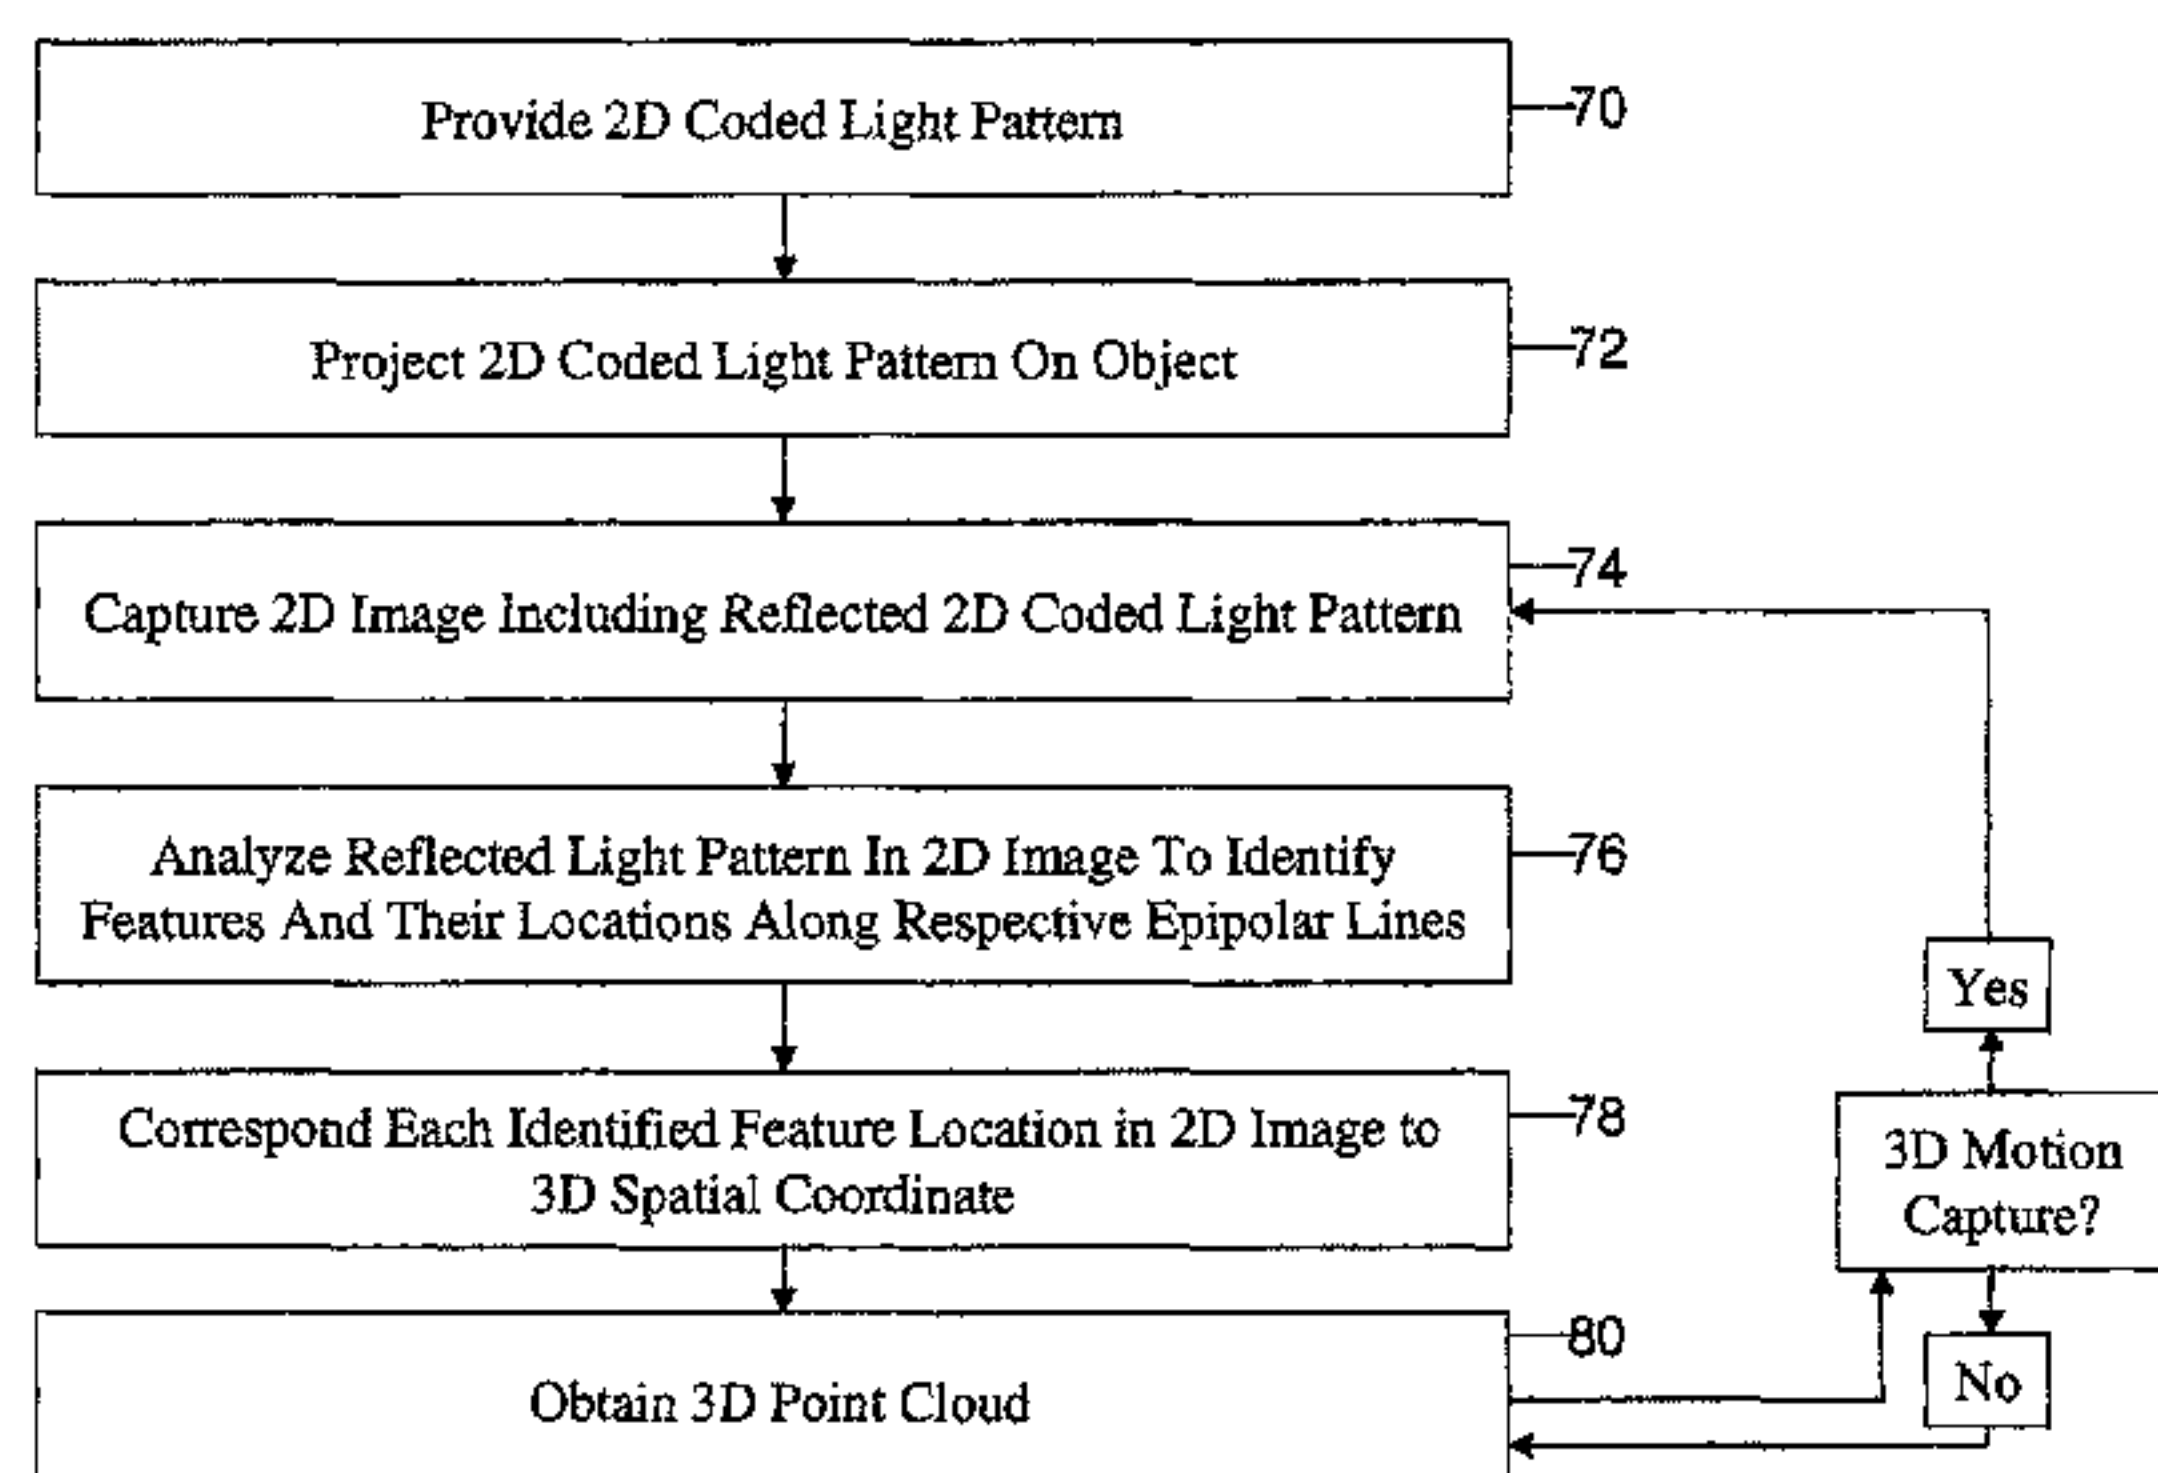 Provide 2D Coded Light Pattern
70
Project 2D Coded Light Pattern On Object
72
74
Capture 2D Image Including Reflected 2D Coded Light Pattern
Analyze Reflected Light Pattern In 2D Image To Identify
Features And Their Locations Along Respective Epipolar Lines
76
Yes
Correspond Each Identified Feature Location in 2D Image to
3D Spatial Coordinate
78
3D Motion
Capture?
80
Obtain 3D Point Cloud
No